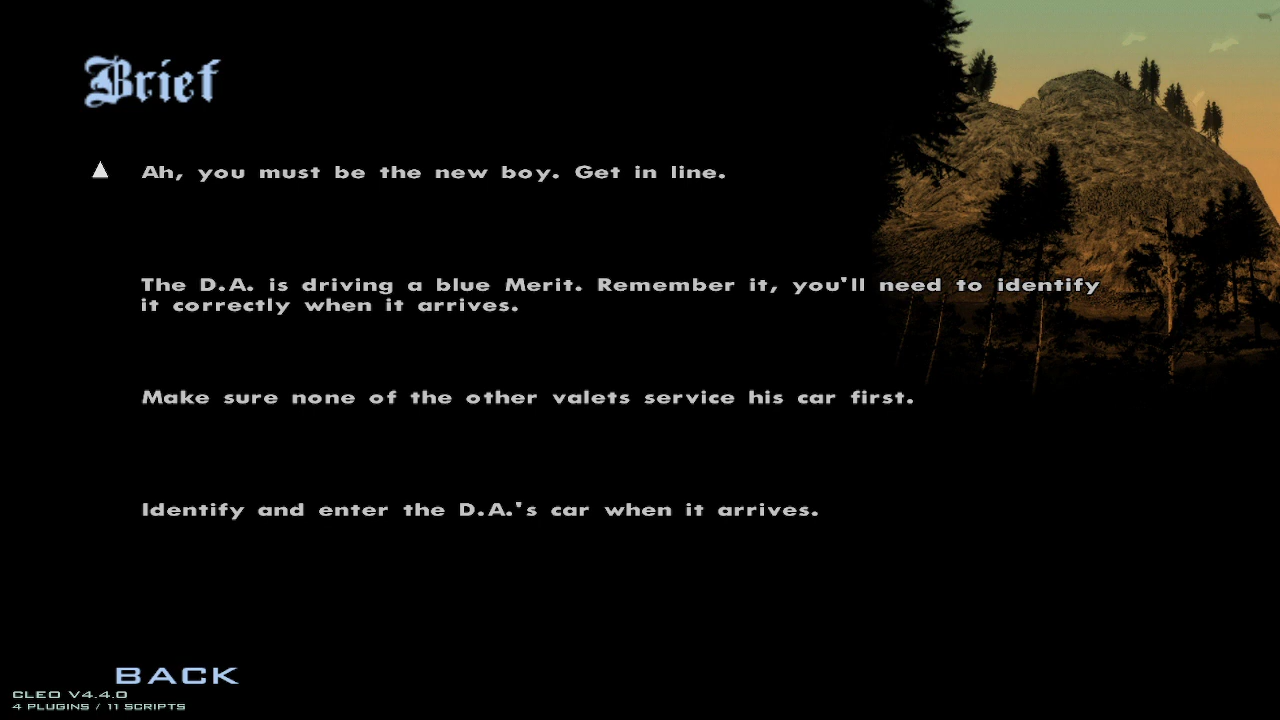 Brief
Ah, you must be the new boy. Get in line.
The D.A. is driving a blue Merit. Remember it, you'll need to identify
it correctly when it arrives.
Make sure none of the other valets service his car first.
Identify and enter the D.A.'s car when it arrives.
BACK
CLEO V4.4.0
4 PLUGINS / 11 SCRIPTS